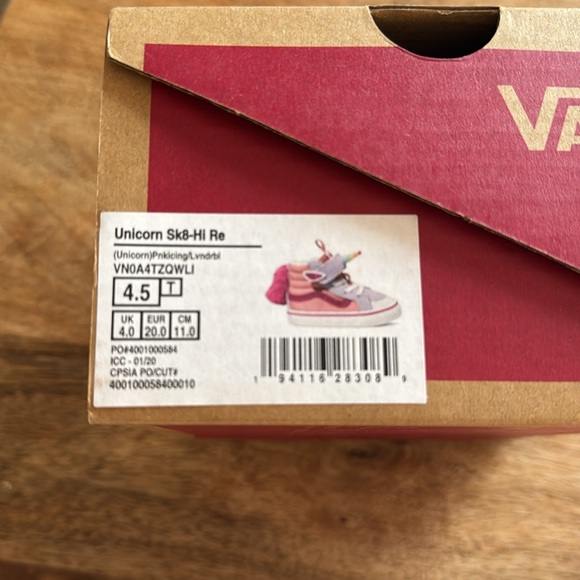 VA
Unicorn Sk8-Hi Re
(Unicorn)Pnkicing/Lvndrbl
VN0A4TZQWLI
4.5 T
UK EUR CM
4.0 20.0 11.0
PO#4001000584
ICC - 01/20
CPSIA PO/CUT#
400100058400010
1 94116 28308 9